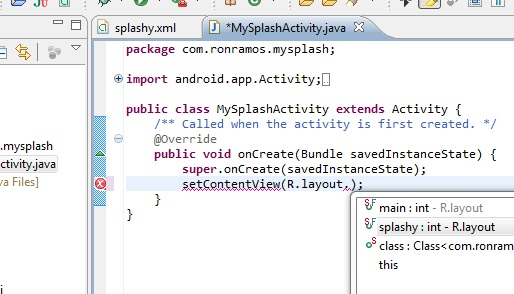 splashy.xml
*MySplashActivity.java
package com.ronramos.mysplash;
import android.app.Activity;
public class MySplashActivity extends Activity {
/** Called when the activity is first created. */
@Override
public void onCreate(Bundle savedInstanceState) {
super.onCreate(savedInstanceState);
setContentView(R.layout.);
}
}
.mysplash
ctivity.java
va Files]
main : int - R.layout
splashy : int - R.layout
class : Class<com.ronram
this